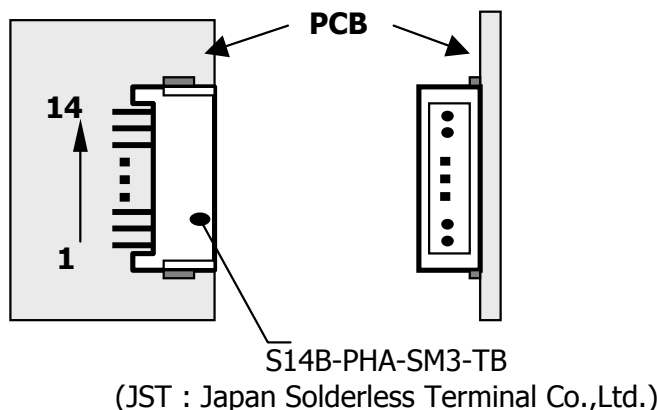 PCB
14
1
S14B-PHA-SM3-TB
(JST : Japan Solderless Terminal Co.,Ltd.)